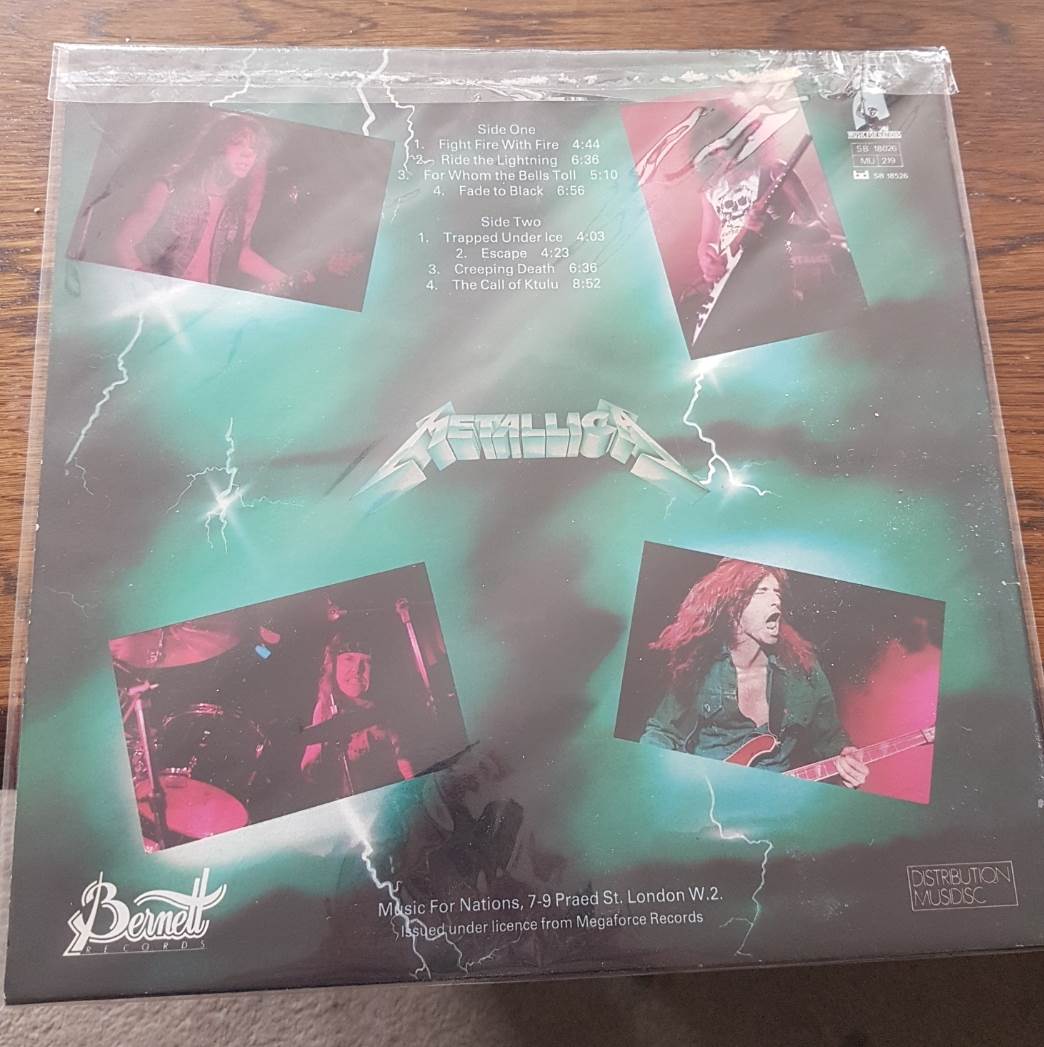 Side One
1. Fight Fire With Fire 4:44
2. Ride the Lightning 6:36
3. For Whom the Bells Toll 5:10
4. Fade to Black 6:56
Side Two
1. Trapped Under Ice 4:03
2. Escape 4:23
3. Creeping Death 6:36
4. The Call of Ktulu 8:52
MUSIC FOR NATIONS
SB 18026
MU 219
SB 18526
METALLICA
Bernett
RECORDS
Music For Nations, 7-9 Praed St. London W.2.
Issued under licence from Megaforce Records
DISTRIBUTION
MUSIDISC